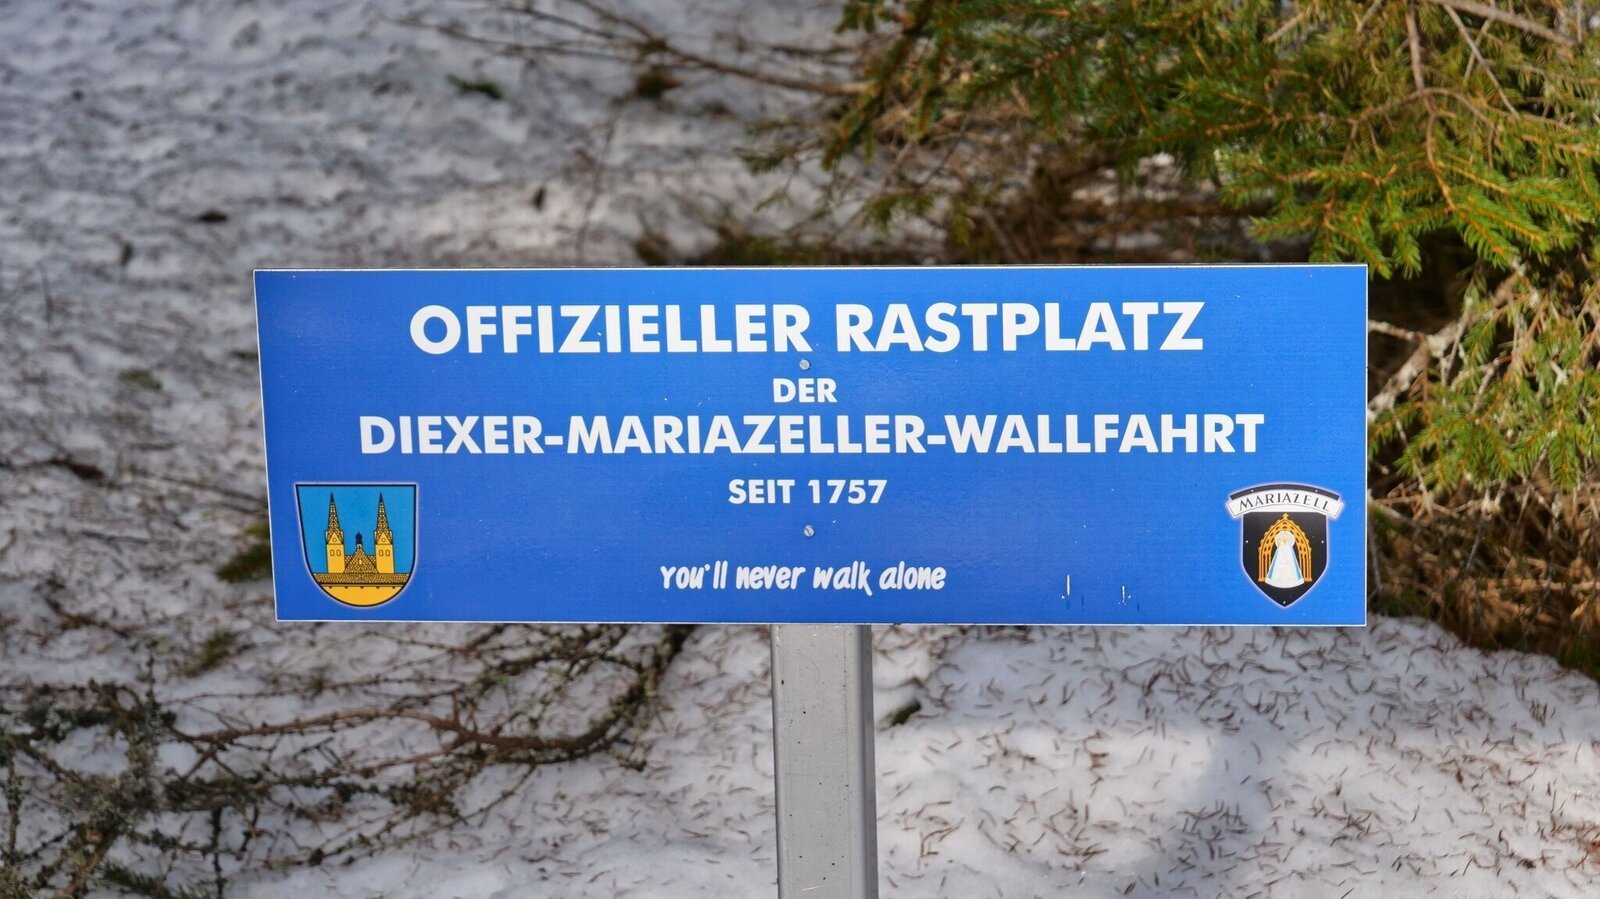 OFFIZIELLER RASTPLATZ
DER
DIEXER-MARIAZELLER-WALLFAHRT
SEIT 1757
MARIAZELL
you'll never walk alone